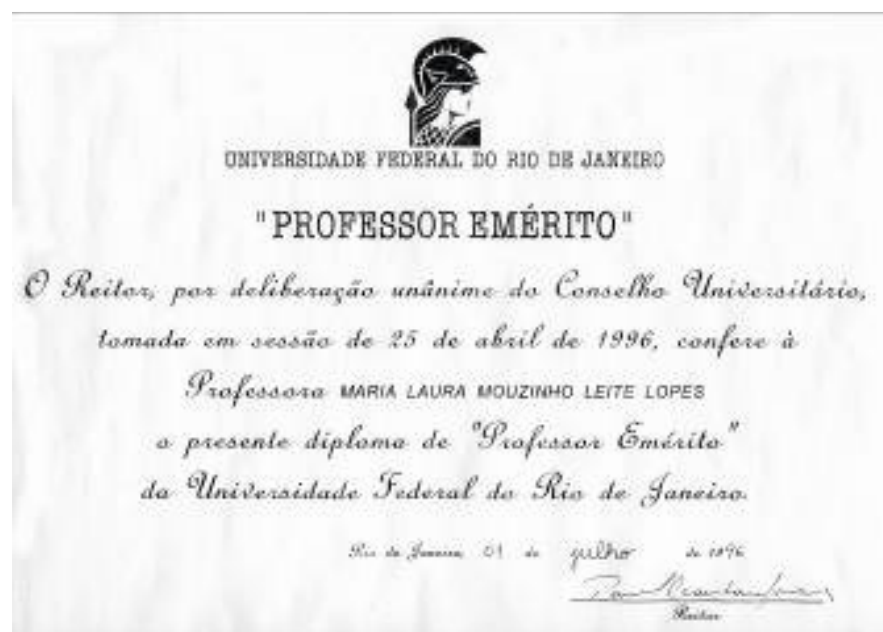 UNIVERSIDADE FEDERAL DO RIO DE JANEIRO
"PROFESSOR EMÉRITO"
O Reitor, por deliberação unânime do Conselho Universitário,
tomada em sessão de 25 de abril de 1996, confere à
Professora MARIA LAURA MOUZINHO LEITE LOPES
o presente diploma de "Professor Emérito"
da Universidade Federal do Rio de Janeiro.
Rio de Janeiro, 01 de julho de 1996
Reitor